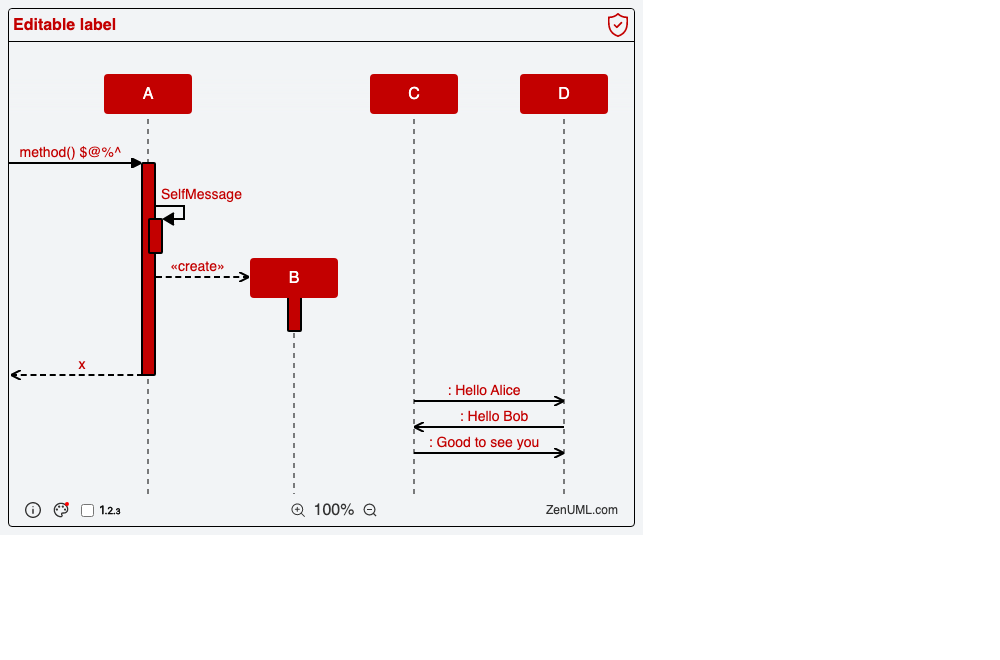 Editable label
A
C
D
method() $@%^
SelfMessage
«create»
B
x
: Hello Alice
: Hello Bob
: Good to see you
1.2.3
100%
ZenUML.com